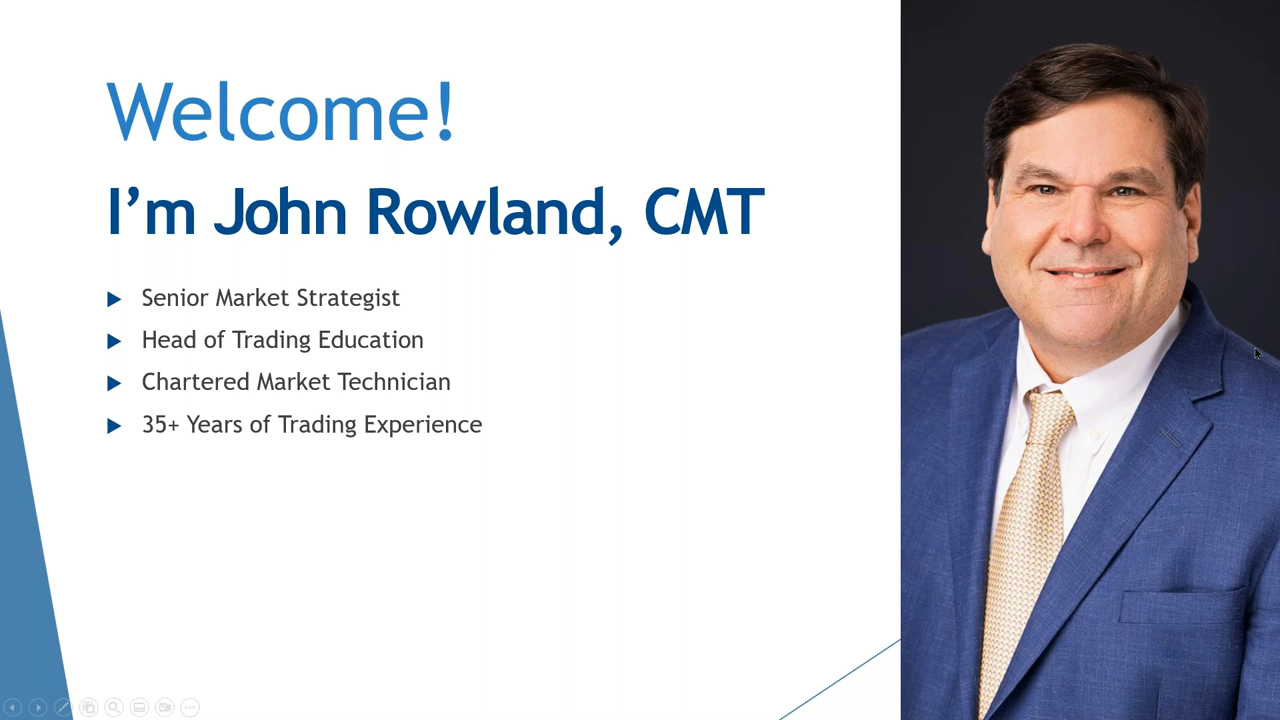 Welcome!
I’m John Rowland, CMT
Senior Market Strategist
Head of Trading Education
Chartered Market Technician
35+ Years of Trading Experience